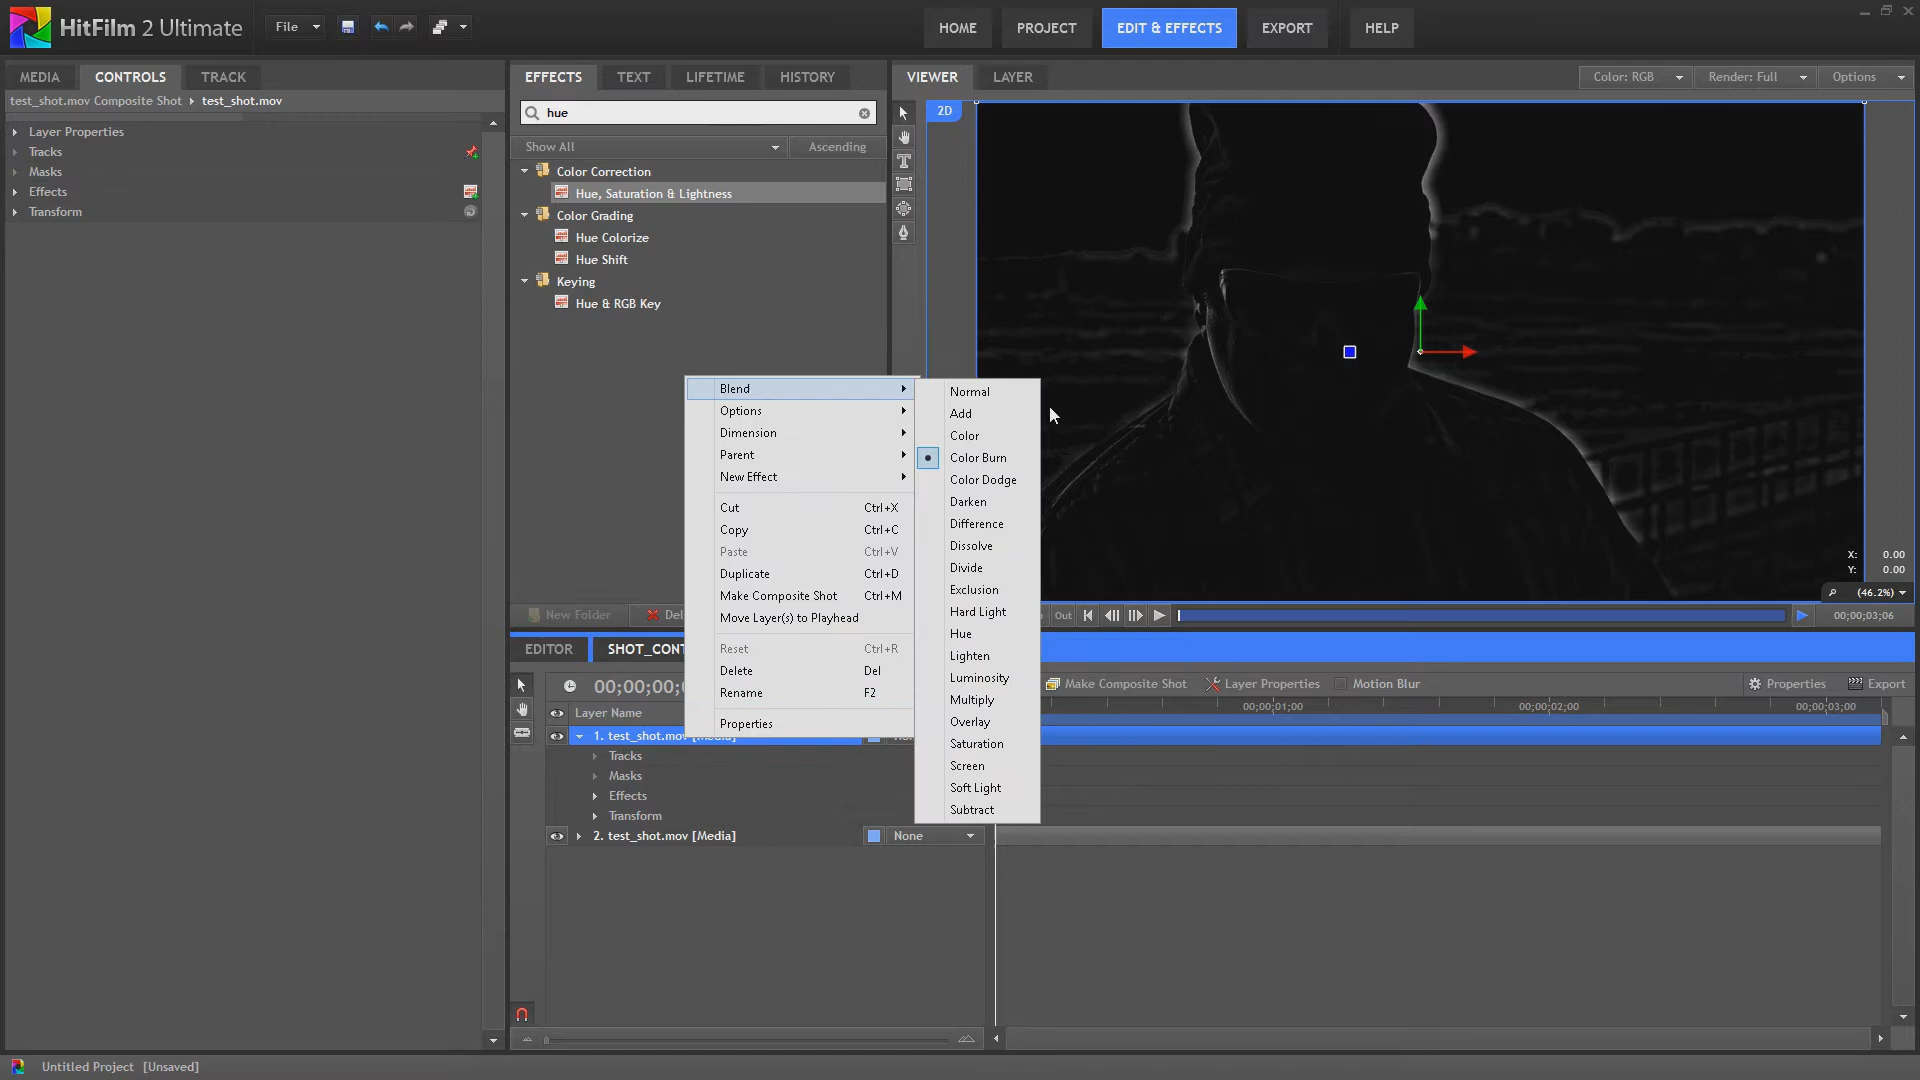 HitFilm 2 Ultimate
File
HOME
PROJECT
EDIT & EFFECTS
EXPORT
HELP
MEDIA
CONTROLS
TRACK
test_shot.mov Composite Shot
test_shot.mov
Layer Properties
Tracks
Masks
Effects
Transform
EFFECTS
TEXT
LIFETIME
HISTORY
hue
Show All
Ascending
Color Correction
Hue, Saturation & Lightness
Color Grading
Hue Colorize
Hue Shift
Keying
Hue & RGB Key
New Folder
VIEWER
LAYER
Color: RGB
Render: Full
Options
2D
X: 0.00
Y: 0.00
(46.2%)
Out
00;00;03;06
Blend
Options
Dimension
Parent
New Effect
Cut Ctrl+X
Copy Ctrl+C
Paste Ctrl+V
Duplicate Ctrl+D
Make Composite Shot Ctrl+M
Move Layer(s) to Playhead
Reset Ctrl+R
Delete Del
Rename F2
Properties
Normal
Add
Color
Color Burn
Color Dodge
Darken
Difference
Dissolve
Divide
Exclusion
Hard Light
Hue
Lighten
Luminosity
Multiply
Overlay
Saturation
Screen
Soft Light
Subtract
EDITOR
Make Composite Shot
Layer Properties
Motion Blur
Properties
Export
Layer Name
00;00;01;00
00;00;02;00
00;00;03;00
1. test_shot.mov [Media]
Tracks
Masks
Effects
Transform
2. test_shot.mov [Media]
None
Untitled Project [Unsaved]